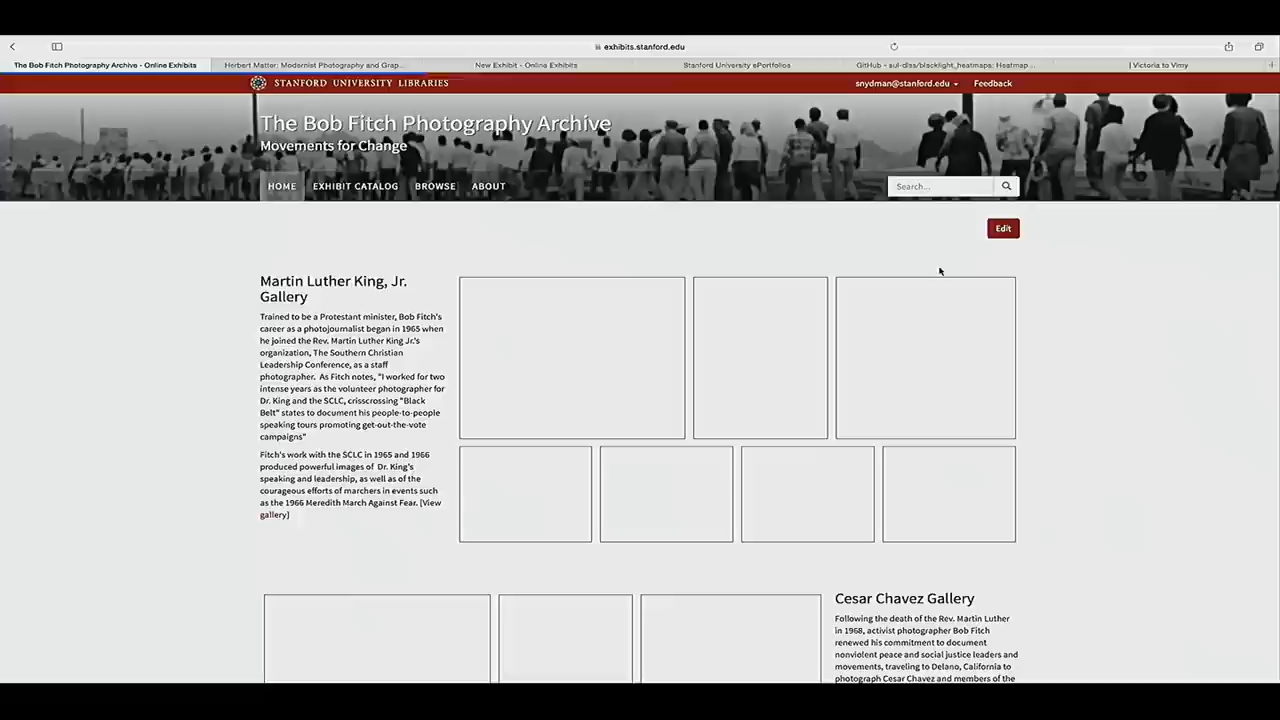 exhibits.stanford.edu
The Bob Fitch Photography Archive - Online Exhibits
Herbert Matter: Modernist Photography and Grap...
New Exhibit - Online Exhibits
Stanford University ePortfolios
GitHub - sul-dlss/blacklight_heatmaps: Heatmap ...
| Victoria to Vimy
STANFORD UNIVERSITY LIBRARIES
snydman@stanford.edu
Feedback
The Bob Fitch Photography Archive
Movements for Change
HOME
EXHIBIT CATALOG
BROWSE
ABOUT
Search...
Edit
Martin Luther King, Jr.
Gallery
Trained to be a Protestant minister, Bob Fitch's
career as a photojournalist began in 1965 when
he joined the Rev. Martin Luther King Jr.'s
organization, The Southern Christian
Leadership Conference, as a staff
photographer. As Fitch notes, "I worked for two
intense years as the volunteer photographer for
Dr. King and the SCLC, crisscrossing "Black
Belt" states to document his people-to-people
speaking tours promoting get-out-the-vote
campaigns"
Fitch's work with the SCLC in 1965 and 1966
produced powerful images of Dr. King's
speaking and leadership, as well as of the
courageous efforts of marchers in events such
as the 1966 Meredith March Against Fear. [View
gallery]
Cesar Chavez Gallery
Following the death of the Rev. Martin Luther
in 1968, activist photographer Bob Fitch
renewed his commitment to document
nonviolent peace and social justice leaders and
movements, traveling to Delano, California to
photograph Cesar Chavez and members of the